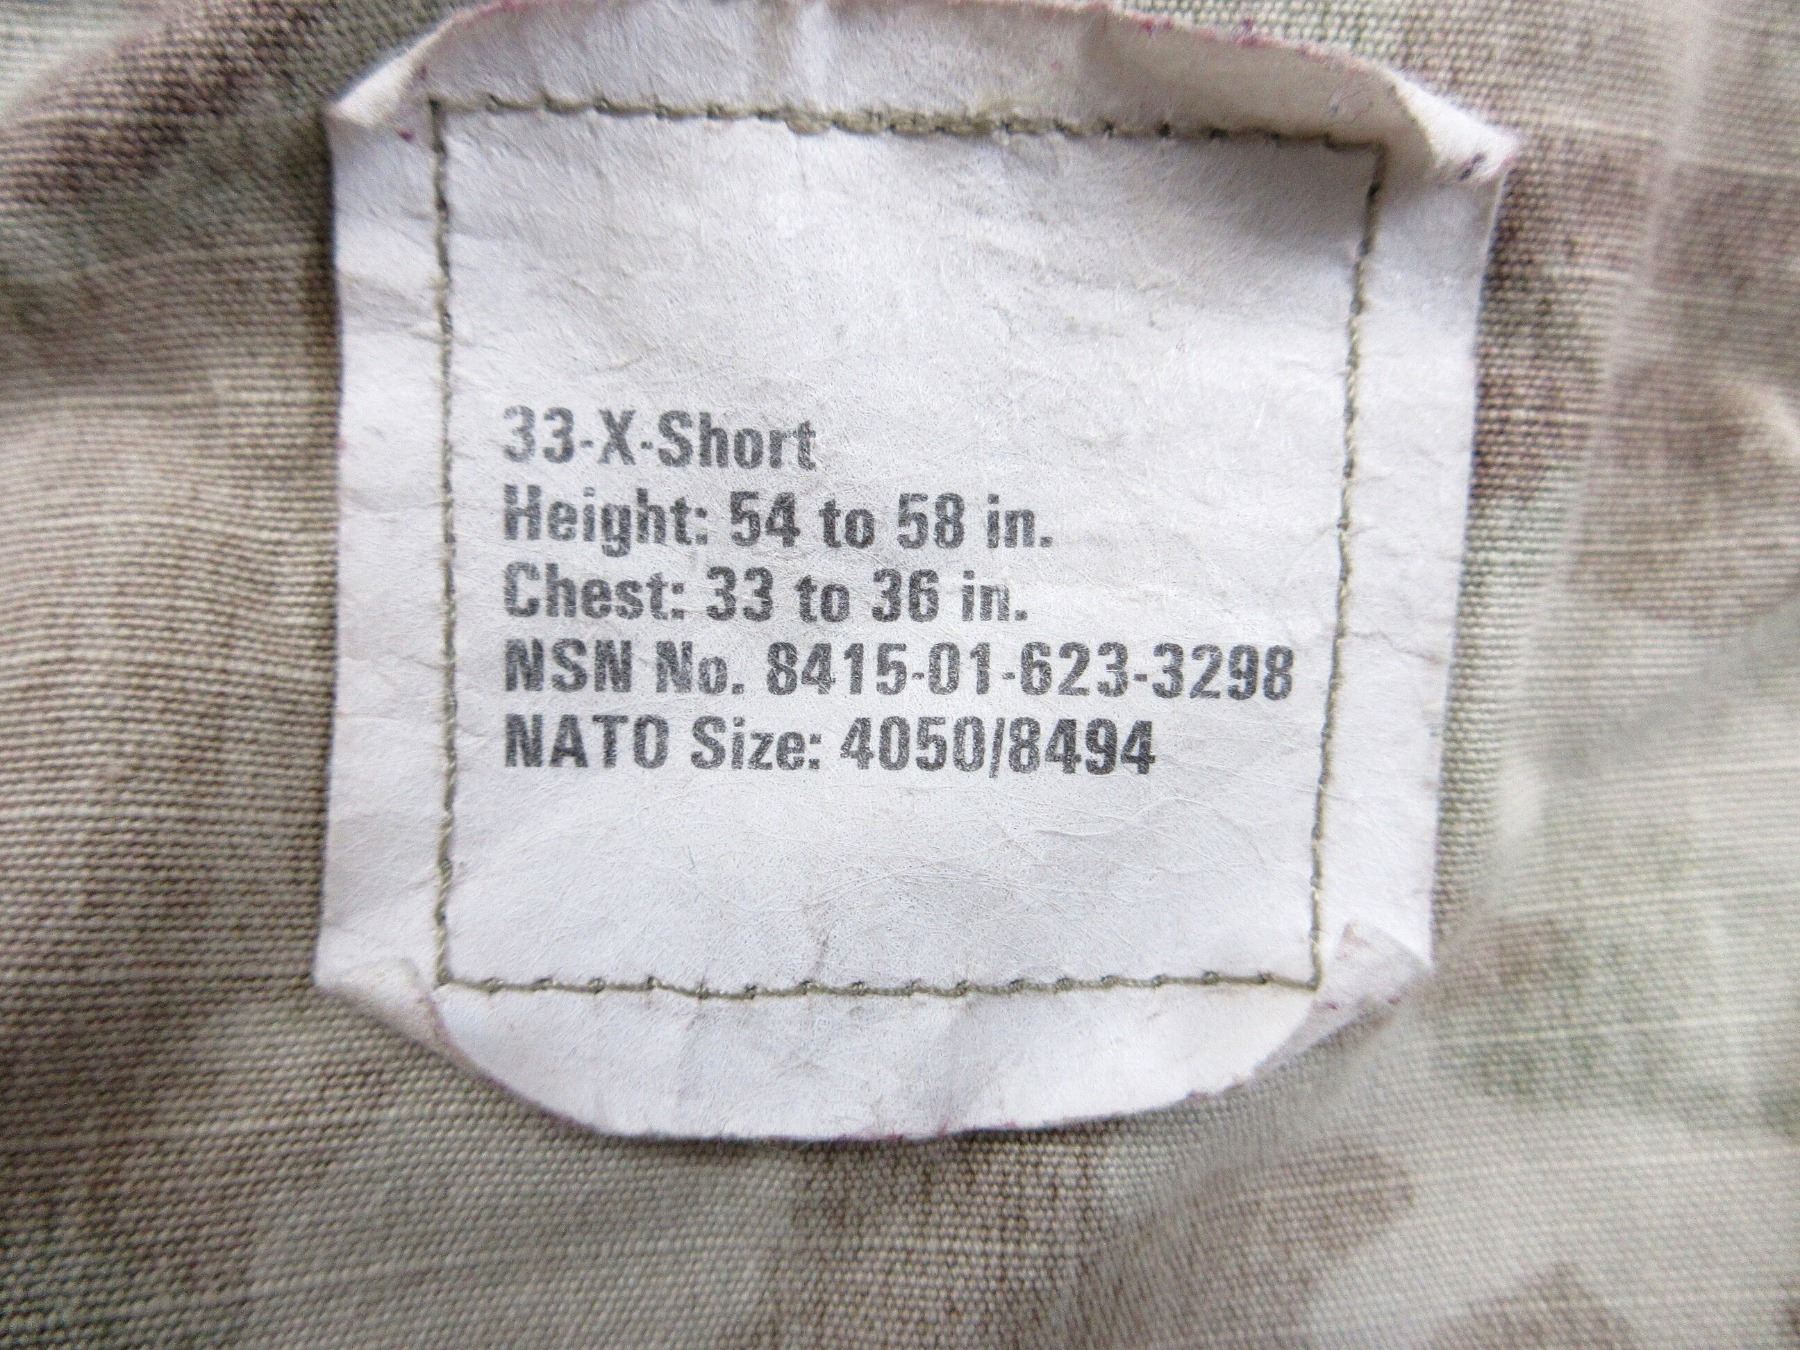 33-X-Short
Height: 54 to 58 in.
Chest: 33 to 36 in.
NSN No. 8415-01-623-3298
NATO Size: 4050/8494